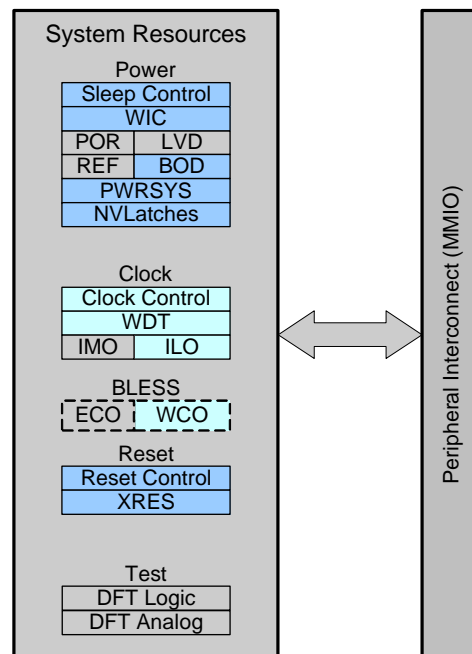 System Resources
Power
Sleep Control
WIC
POR LVD
REF BOD
PWRSYS
NVLatches
Clock
Clock Control
WDT
IMO ILO
BLESS
ECO WCO
Reset
Reset Control
XRES
Test
DFT Logic
DFT Analog
Peripheral Interconnect (MMIO)